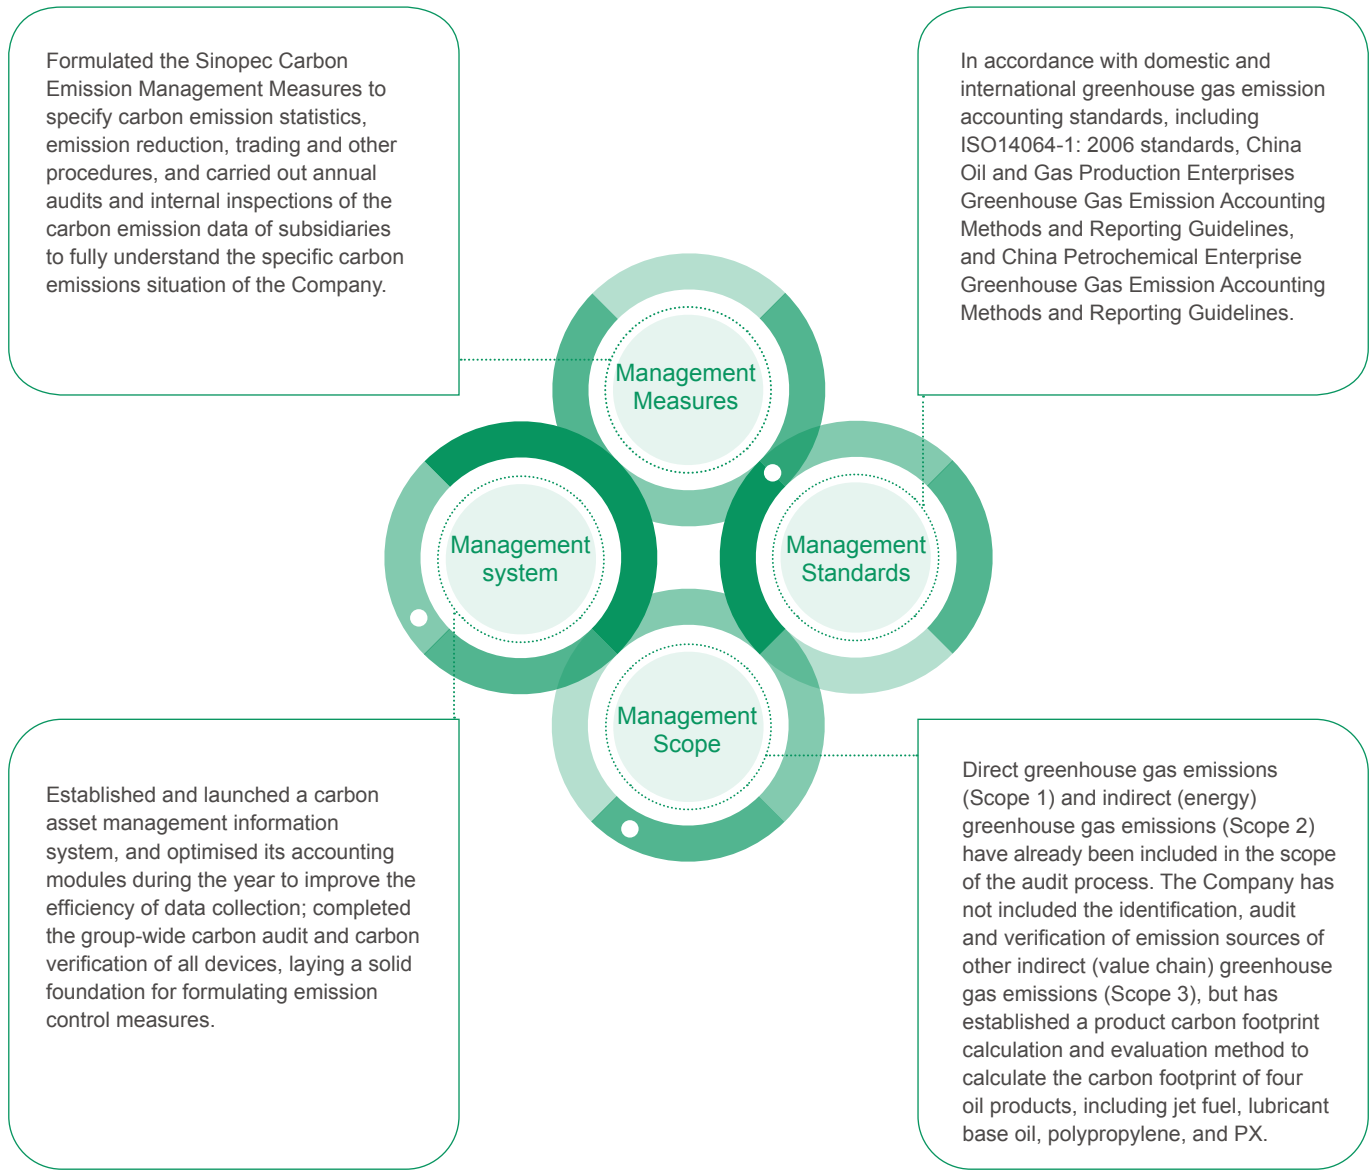 Formulated the Sinopec Carbon
Emission Management Measures to
specify carbon emission statistics,
emission reduction, trading and other
procedures, and carried out annual
audits and internal inspections of the
carbon emission data of subsidiaries
to fully understand the specific carbon
emissions situation of the Company.
In accordance with domestic and
international greenhouse gas emission
accounting standards, including
ISO14064-1: 2006 standards, China
Oil and Gas Production Enterprises
Greenhouse Gas Emission Accounting
Methods and Reporting Guidelines,
and China Petrochemical Enterprise
Greenhouse Gas Emission Accounting
Methods and Reporting Guidelines.
Management
Measures
Management
system
Management
Standards
Management
Scope
Established and launched a carbon
asset management information
system, and optimised its accounting
modules during the year to improve the
efficiency of data collection; completed
the group-wide carbon audit and carbon
verification of all devices, laying a solid
foundation for formulating emission
control measures.
Direct greenhouse gas emissions
(Scope 1) and indirect (energy)
greenhouse gas emissions (Scope 2)
have already been included in the scope
of the audit process. The Company has
not included the identification, audit
and verification of emission sources of
other indirect (value chain) greenhouse
gas emissions (Scope 3), but has
established a product carbon footprint
calculation and evaluation method to
calculate the carbon footprint of four
oil products, including jet fuel, lubricant
base oil, polypropylene, and PX.